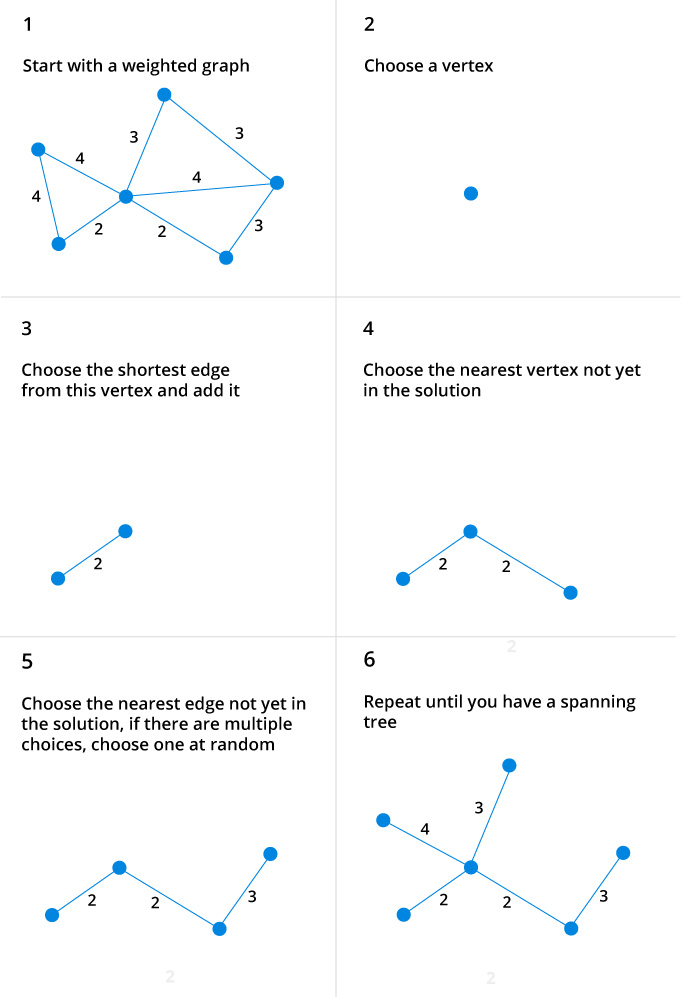 1
Start with a weighted graph
3
3
4
4
4
2
2
3
2
Choose a vertex
3
Choose the shortest edge
from this vertex and add it
2
4
Choose the nearest vertex not yet
in the solution
2
2
2
5
Choose the nearest edge not yet in
the solution, if there are multiple
choices, choose one at random
2
2
3
2
6
Repeat until you have a spanning
tree
3
4
2
2
3
2